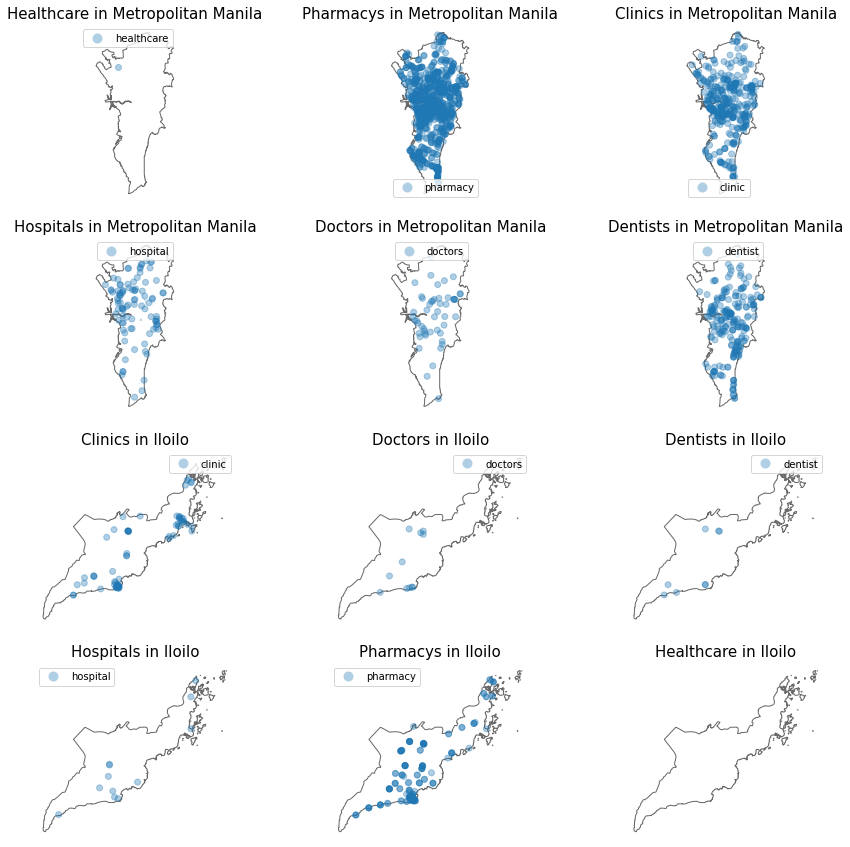 Healthcare in Metropolitan Manila
healthcare
Pharmacys in Metropolitan Manila
pharmacy
Clinics in Metropolitan Manila
clinic
Hospitals in Metropolitan Manila
hospital
Doctors in Metropolitan Manila
doctors
Dentists in Metropolitan Manila
dentist
Clinics in Iloilo
clinic
Doctors in Iloilo
doctors
Dentists in Iloilo
dentist
Hospitals in Iloilo
hospital
Pharmacys in Iloilo
pharmacy
Healthcare in Iloilo